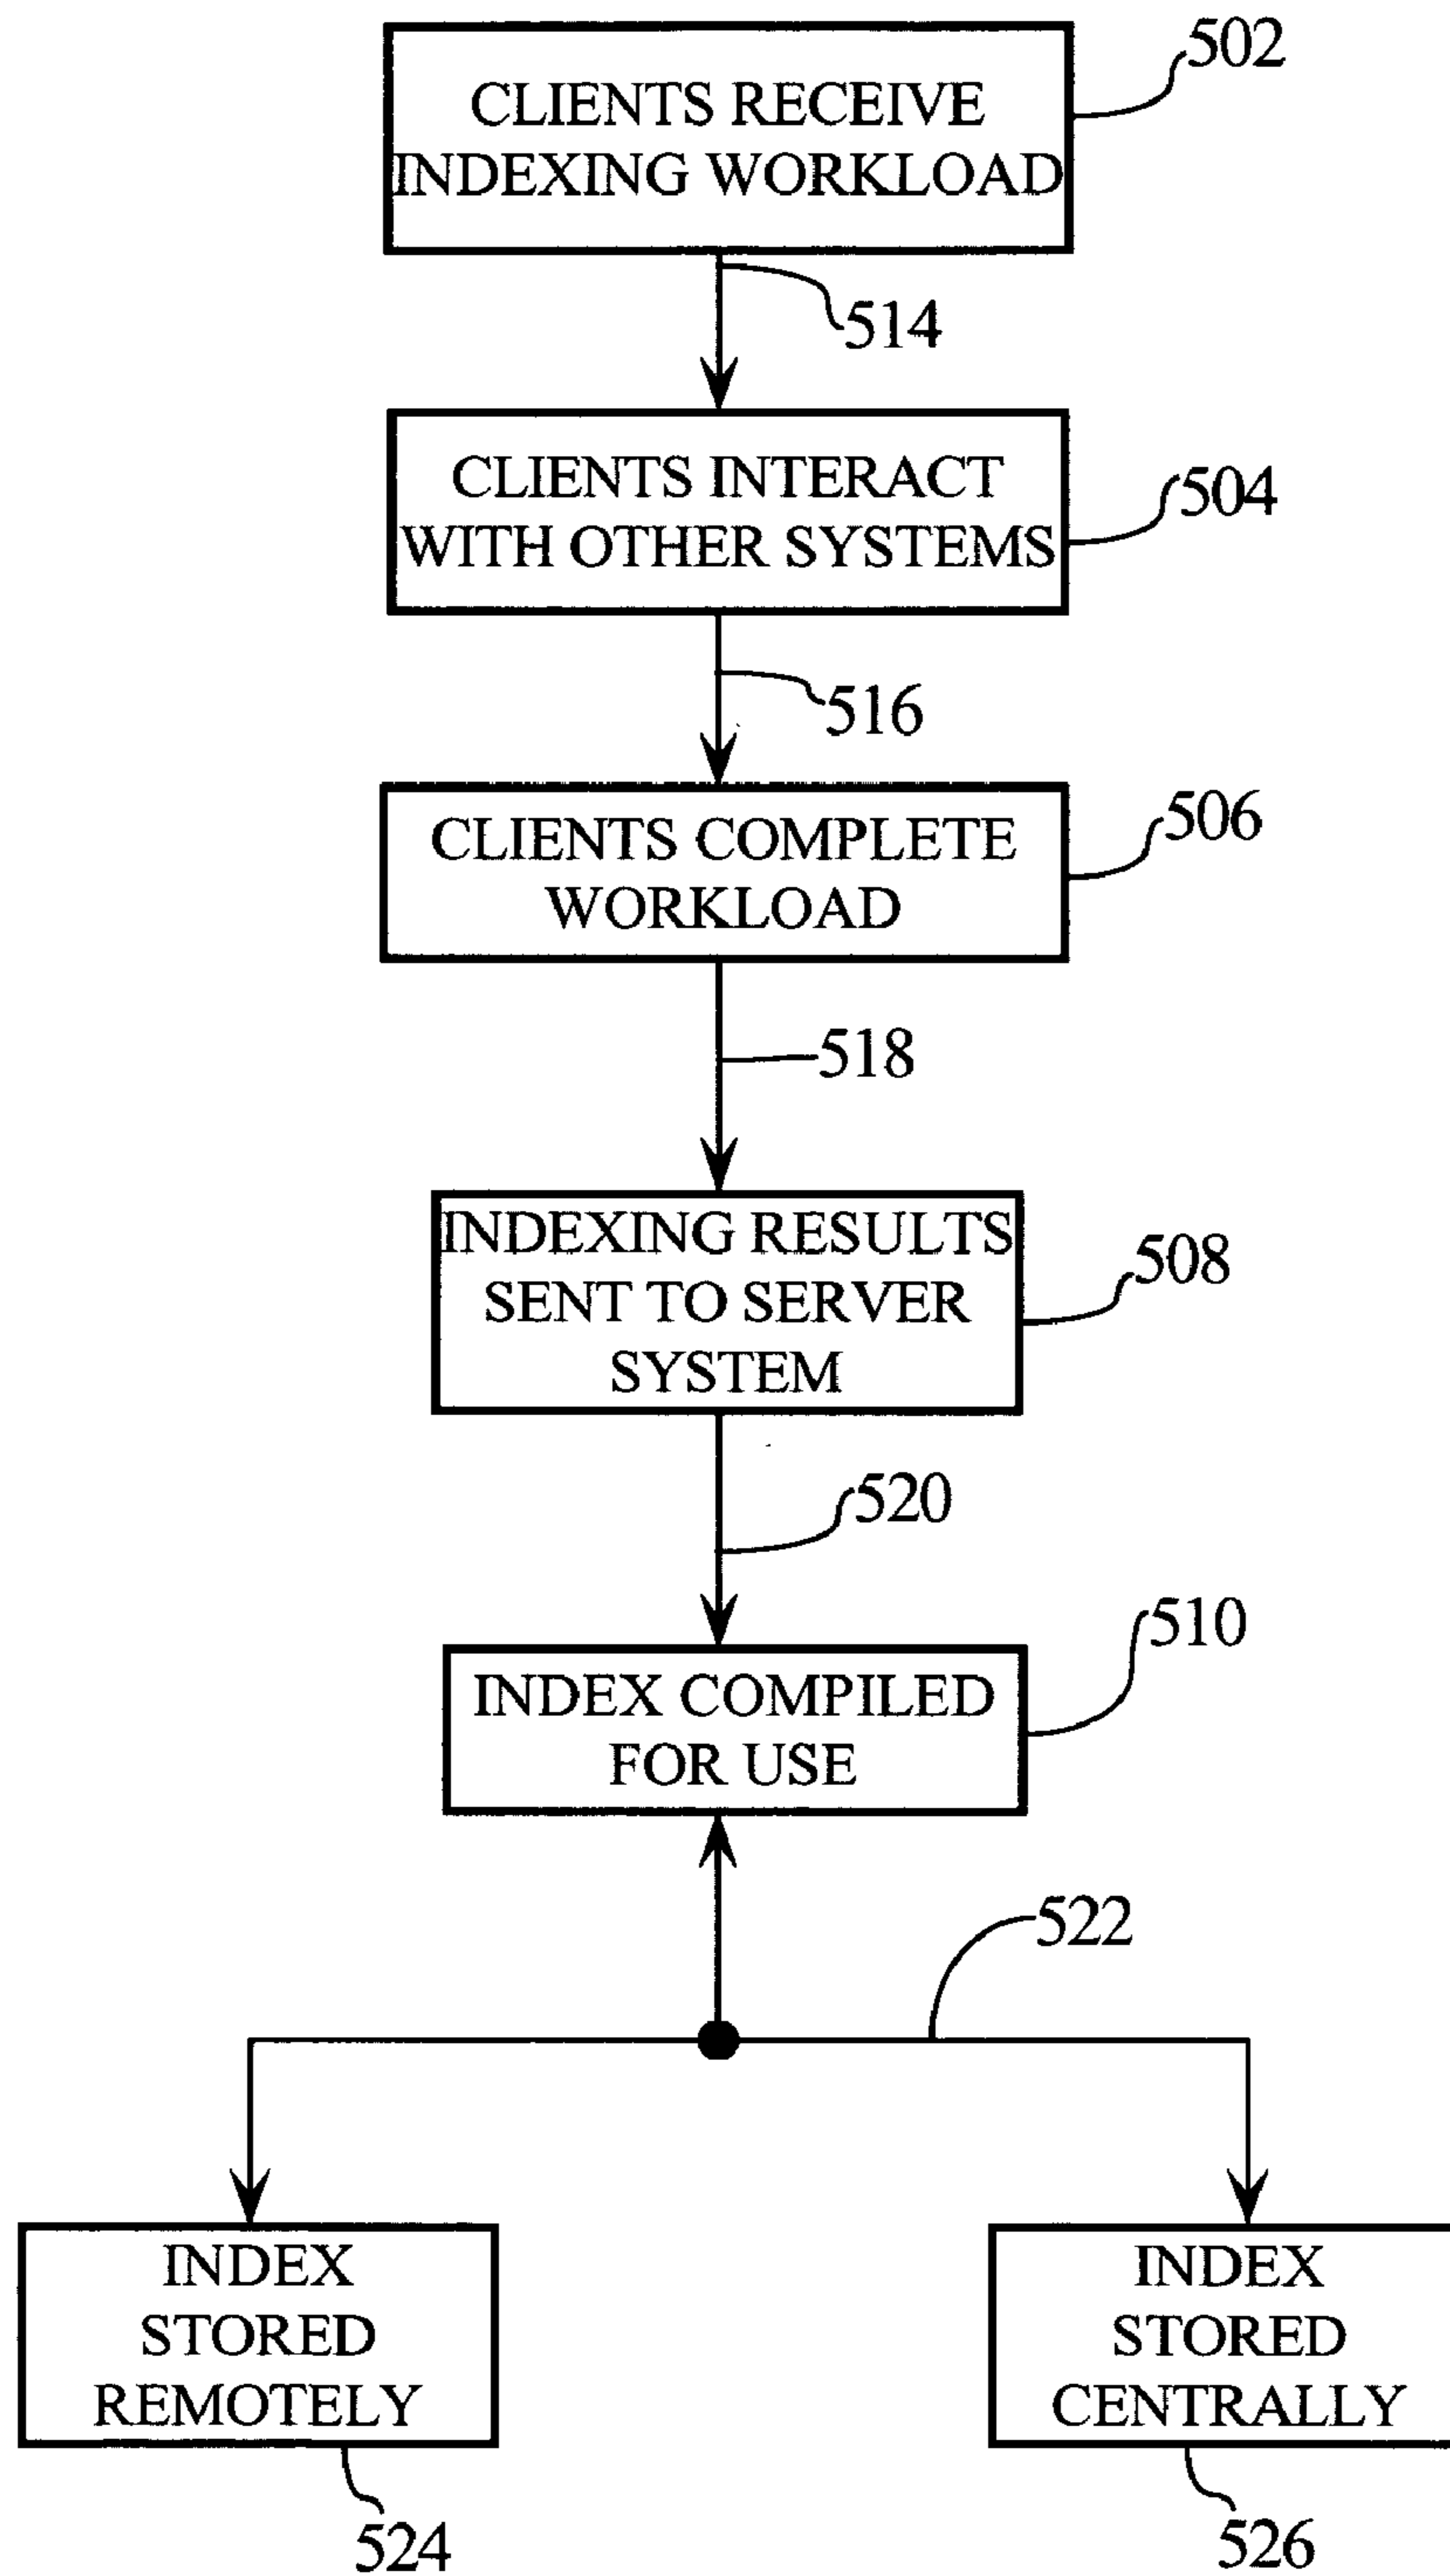 502
CLIENTS RECEIVE
INDEXING WORKLOAD
514
CLIENTS INTERACT
WITH OTHER SYSTEMS
504
516
CLIENTS COMPLETE
WORKLOAD
506
518
INDEXING RESULTS
SENT TO SERVER
SYSTEM
508
520
510
INDEX COMPILED
FOR USE
522
INDEX
STORED
REMOTELY
INDEX
STORED
CENTRALLY
524
526